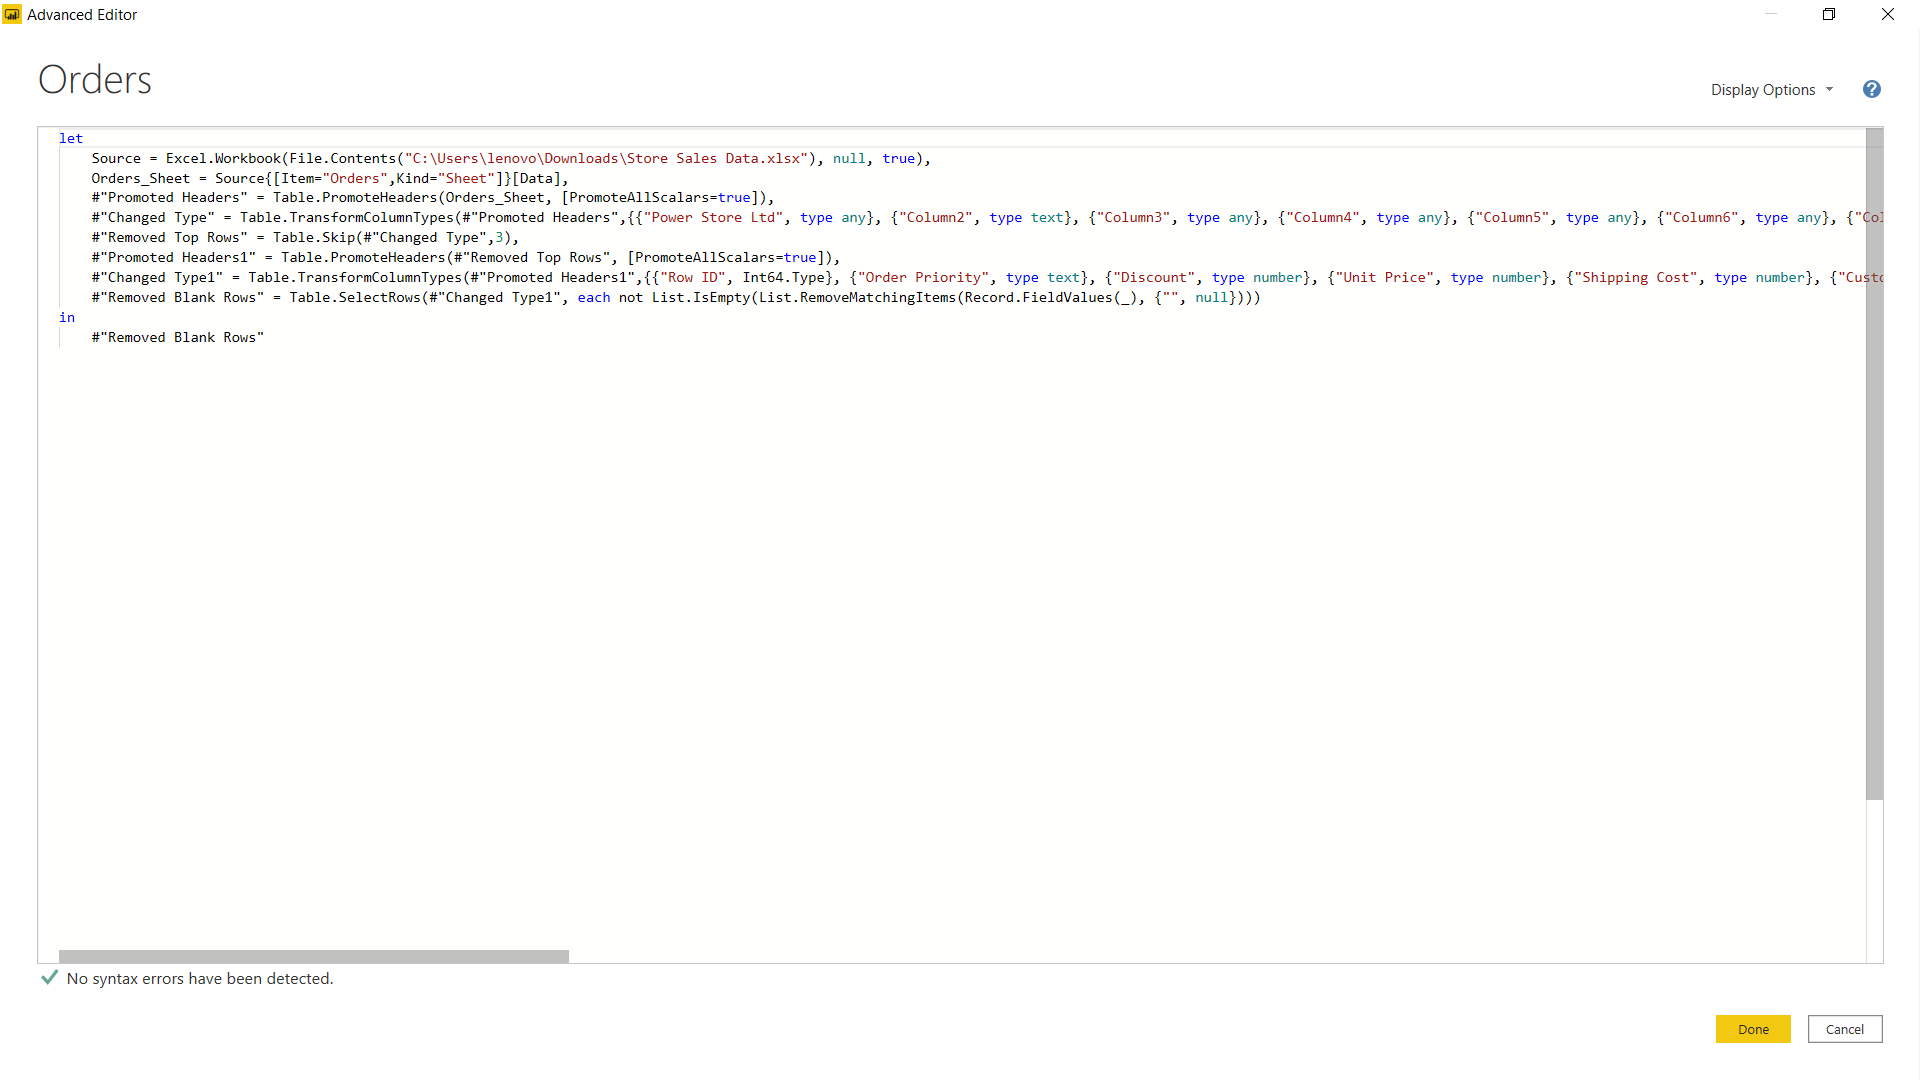 Advanced Editor
Orders
Display Options
?
let
Source = Excel.Workbook(File.Contents("C:\Users\lenovo\Downloads\Store Sales Data.xlsx"), null, true),
Orders_Sheet = Source{[Item="Orders",Kind="Sheet"]}[Data],
#"Promoted Headers" = Table.PromoteHeaders(Orders_Sheet, [PromoteAllScalars=true]),
#"Changed Type" = Table.TransformColumnTypes(#"Promoted Headers",{{"Power Store Ltd", type any}, {"Column2", type text}, {"Column3", type any}, {"Column4", type any}, {"Column5", type any}, {"Column6", type any}, {"Col
#"Removed Top Rows" = Table.Skip(#"Changed Type",3),
#"Promoted Headers1" = Table.PromoteHeaders(#"Removed Top Rows", [PromoteAllScalars=true]),
#"Changed Type1" = Table.TransformColumnTypes(#"Promoted Headers1",{{"Row ID", Int64.Type}, {"Order Priority", type text}, {"Discount", type number}, {"Unit Price", type number}, {"Shipping Cost", type number}, {"Custo
#"Removed Blank Rows" = Table.SelectRows(#"Changed Type1", each not List.IsEmpty(List.RemoveMatchingItems(Record.FieldValues(_), {"", null})))
in
#"Removed Blank Rows"
No syntax errors have been detected.
Done
Cancel